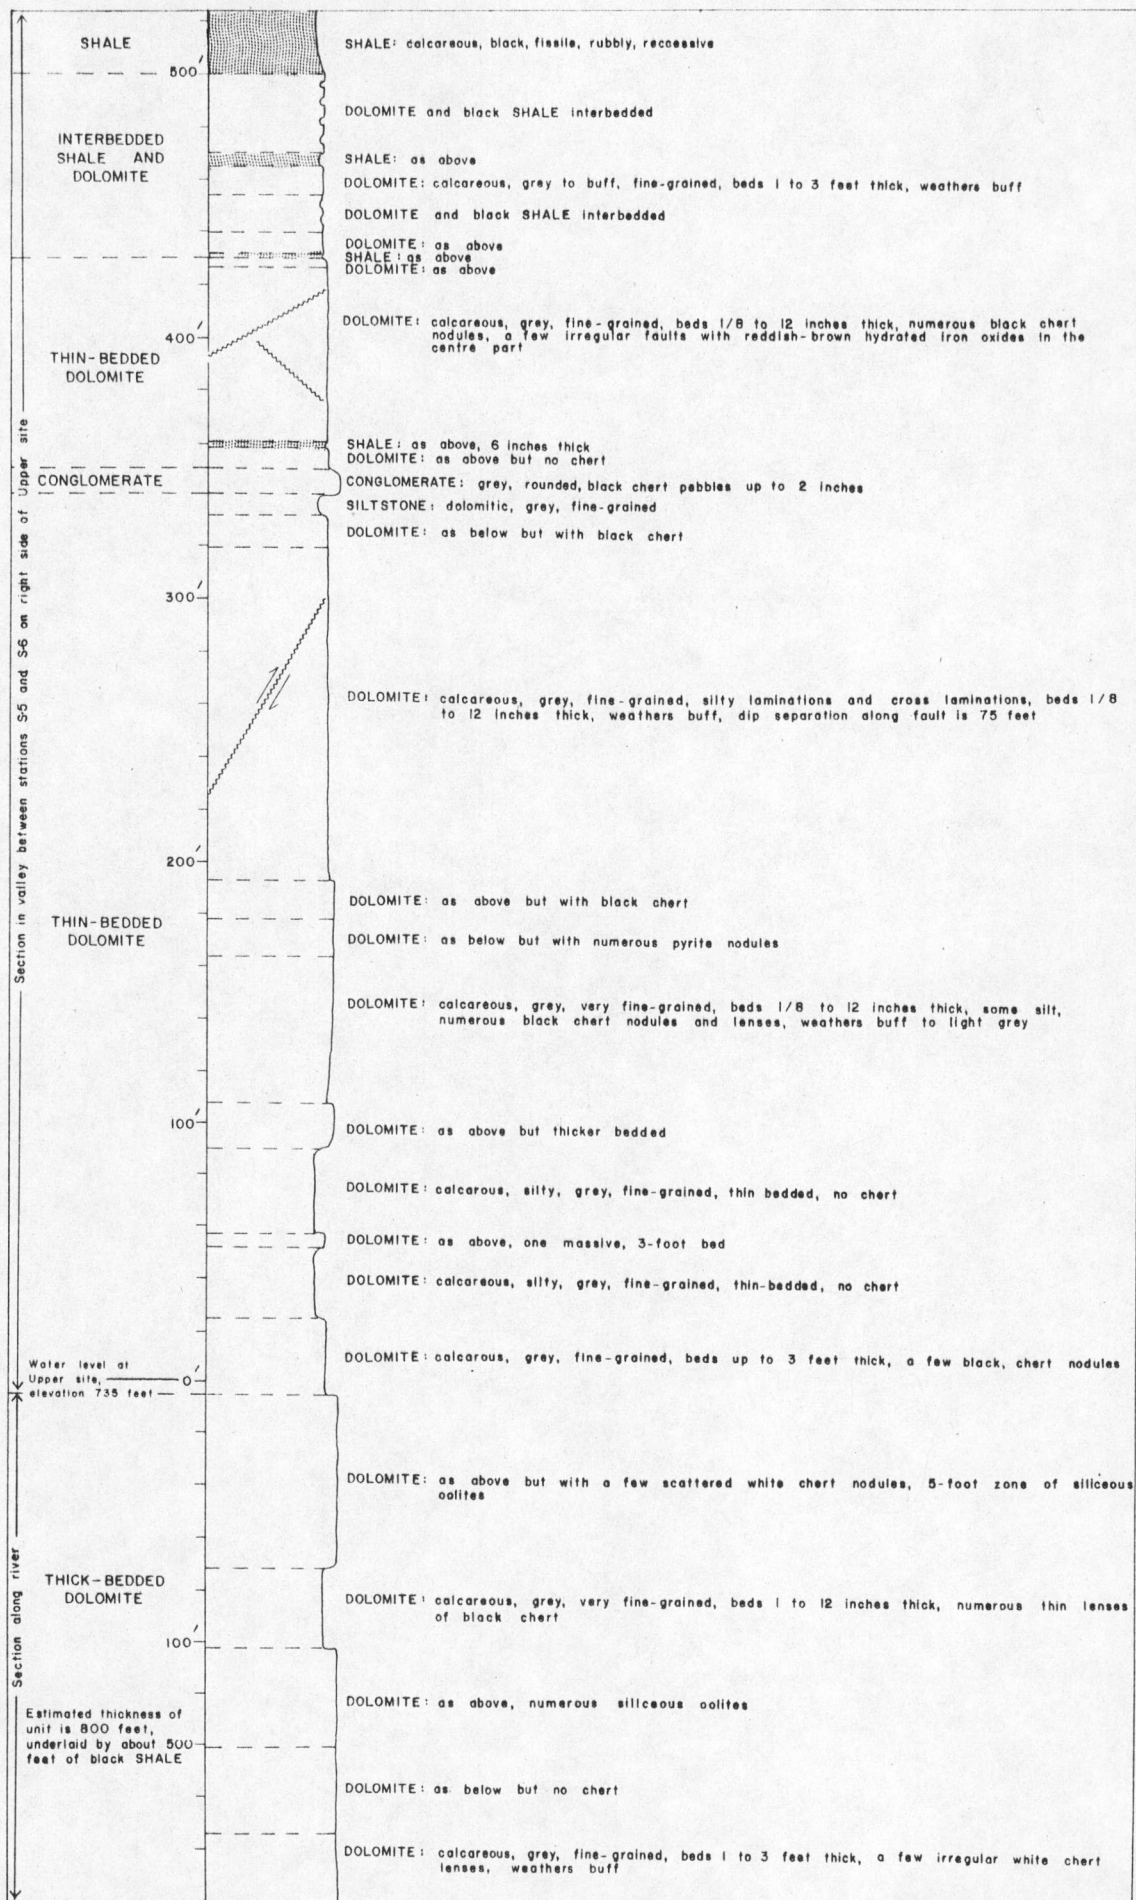 SHALE
SHALE: calcareous, black, fissile, rubbly, reccessive
500'
DOLOMITE and black SHALE interbedded
INTERBEDDED
SHALE AND
DOLOMITE
SHALE: as above
DOLOMITE: calcareous, grey to buff, fine-grained, beds 1 to 3 feet thick, weathers buff
DOLOMITE and black SHALE interbedded
DOLOMITE: as above
SHALE: as above
DOLOMITE: as above
DOLOMITE: calcareous, grey, fine-grained, beds 1/8 to 12 inches thick, numerous black chert
nodules, a few irregular faults with reddish-brown hydrated iron oxides in the
centre part
400'
THIN-BEDDED
DOLOMITE
SHALE: as above, 6 inches thick
DOLOMITE: as above but no chert
CONGLOMERATE
CONGLOMERATE: grey, rounded, black chert pebbles up to 2 inches
SILTSTONE: dolomitic, grey, fine-grained
DOLOMITE: as below but with black chert
300'
Section in valley between stations S-5 and S-6 on right side of Upper site
DOLOMITE: calcareous, grey, fine-grained, silty laminations and cross laminations, beds 1/8
to 12 inches thick, weathers buff, dip separation along fault is 75 feet
200'
DOLOMITE: as above but with black chert
THIN-BEDDED
DOLOMITE
DOLOMITE: as below but with numerous pyrite nodules
DOLOMITE: calcareous, grey, very fine-grained, beds 1/8 to 12 inches thick, some silt,
numerous black chert nodules and lenses, weathers buff to light grey
100'
DOLOMITE: as above but thicker bedded
DOLOMITE: calcarous, silty, grey, fine-grained, thin bedded, no chert
DOLOMITE: as above, one massive, 3-foot bed
DOLOMITE: calcareous, silty, grey, fine-grained, thin-bedded, no chert
DOLOMITE: calcarous, grey, fine-grained, beds up to 3 feet thick, a few black, chert nodules
Water level at
Upper site,
elevation 735 feet
0'
DOLOMITE: as above but with a few scattered white chert nodules, 5-foot zone of siliceous
oolites
Section along river
THICK-BEDDED
DOLOMITE
DOLOMITE: calcareous, grey, very fine-grained, beds 1 to 12 inches thick, numerous thin lenses
of black chert
100'
DOLOMITE: as above, numerous siliceous oolites
Estimated thickness of
unit is 800 feet,
underlaid by about 500
feet of black SHALE
DOLOMITE: as below but no chert
DOLOMITE: calcareous, grey, fine-grained, beds 1 to 3 feet thick, a few irregular white chert
lenses, weathers buff